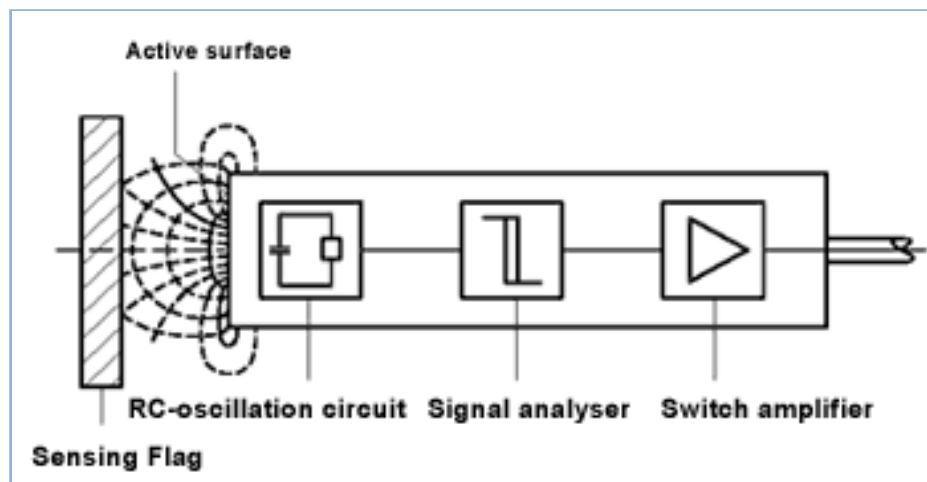 Active surface
RC-oscillation circuit Signal analyser Switch amplifier
Sensing Flag